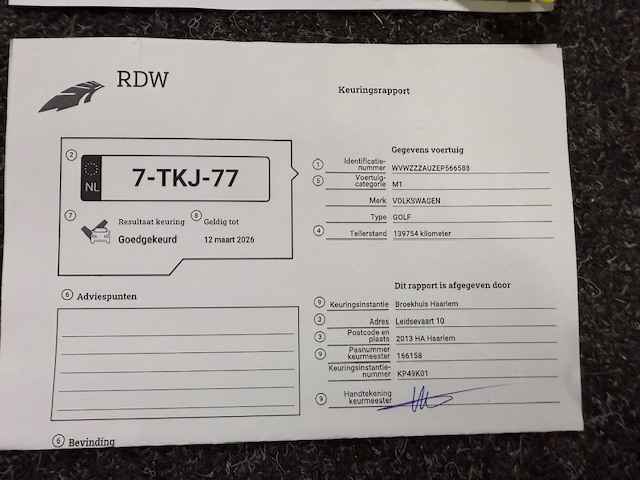 RDW
Keuringsrapport
2
NL
7-TKJ-77
7 Resultaat keuring
Goedgekeurd
8 Geldig tot
12 maart 2026
Gegevens voertuig
1 Identificatie-
nummer WVWZZZAUZEP566588
5 Voertuig-
categorie M1
Merk VOLKSWAGEN
Type GOLF
4 Tellerstand 139754 kilometer
6 Adviespunten
Dit rapport is afgegeven door
9 Keuringsinstantie Broekhuis Haarlem
3 Adres Leidsevaart 10
3 Postcode en
plaats 2013 HA Haarlem
9 Pasnummer
keurmeester 166158
Keuringsinstantie-
nummer KP49K01
9 Handtekening
keurmeester
6 Bevinding